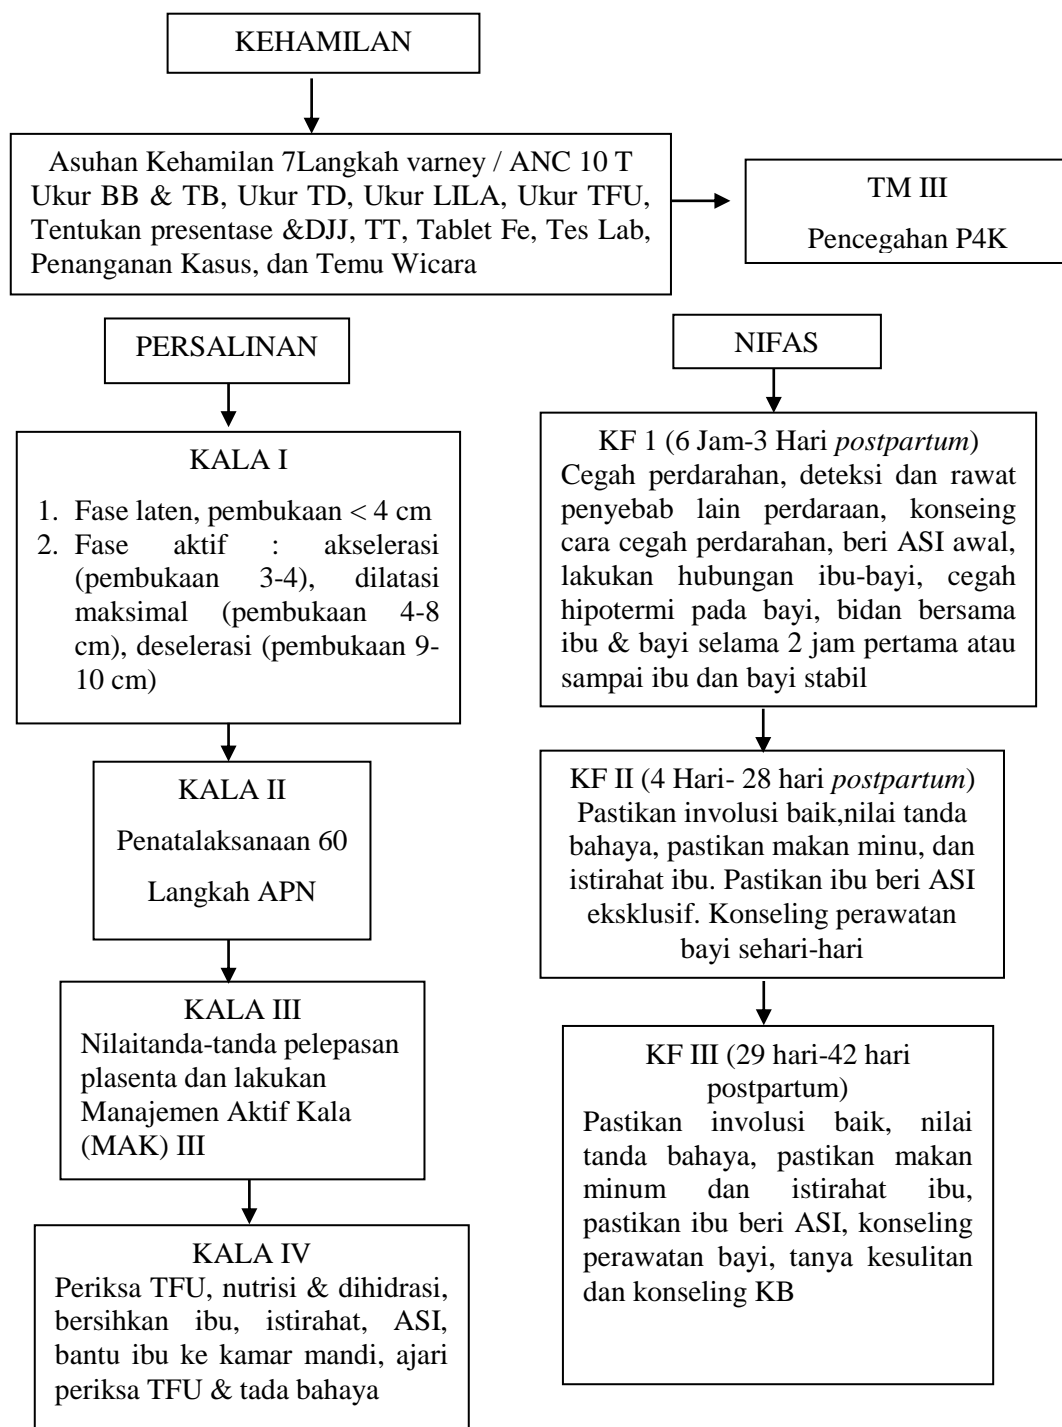 KEHAMILAN
Asuhan Kehamilan 7Langkah varney / ANC 10 T
Ukur BB & TB, Ukur TD, Ukur LILA, Ukur TFU,
Tentukan presentase &DJJ, TT, Tablet Fe, Tes Lab,
Penanganan Kasus, dan Temu Wicara
TM III
Pencegahan P4K
PERSALINAN
KALA I
1. Fase laten, pembukaan < 4 cm
2. Fase aktif : akselerasi
(pembukaan 3-4), dilatasi
maksimal (pembukaan 4-8
cm), deselerasi (pembukaan 9-
10 cm)
KALA II
Penatalaksanaan 60
Langkah APN
KALA III
Nilaitanda-tanda pelepasan
plasenta dan lakukan
Manajemen Aktif Kala
(MAK) III
KALA IV
Periksa TFU, nutrisi & dihidrasi,
bersihkan ibu, istirahat, ASI,
bantu ibu ke kamar mandi, ajari
periksa TFU & tada bahaya
NIFAS
KF 1 (6 Jam-3 Hari postpartum)
Cegah perdarahan, deteksi dan rawat
penyebab lain perdaraan, konseing
cara cegah perdarahan, beri ASI awal,
lakukan hubungan ibu-bayi, cegah
hipotermi pada bayi, bidan bersama
ibu & bayi selama 2 jam pertama atau
sampai ibu dan bayi stabil
KF II (4 Hari- 28 hari postpartum)
Pastikan involusi baik,nilai tanda
bahaya, pastikan makan minu, dan
istirahat ibu. Pastikan ibu beri ASI
eksklusif. Konseling perawatan
bayi sehari-hari
KF III (29 hari-42 hari
postpartum)
Pastikan involusi baik, nilai
tanda bahaya, pastikan makan
minum dan istirahat ibu,
pastikan ibu beri ASI, konseling
perawatan bayi, tanya kesulitan
dan konseling KB